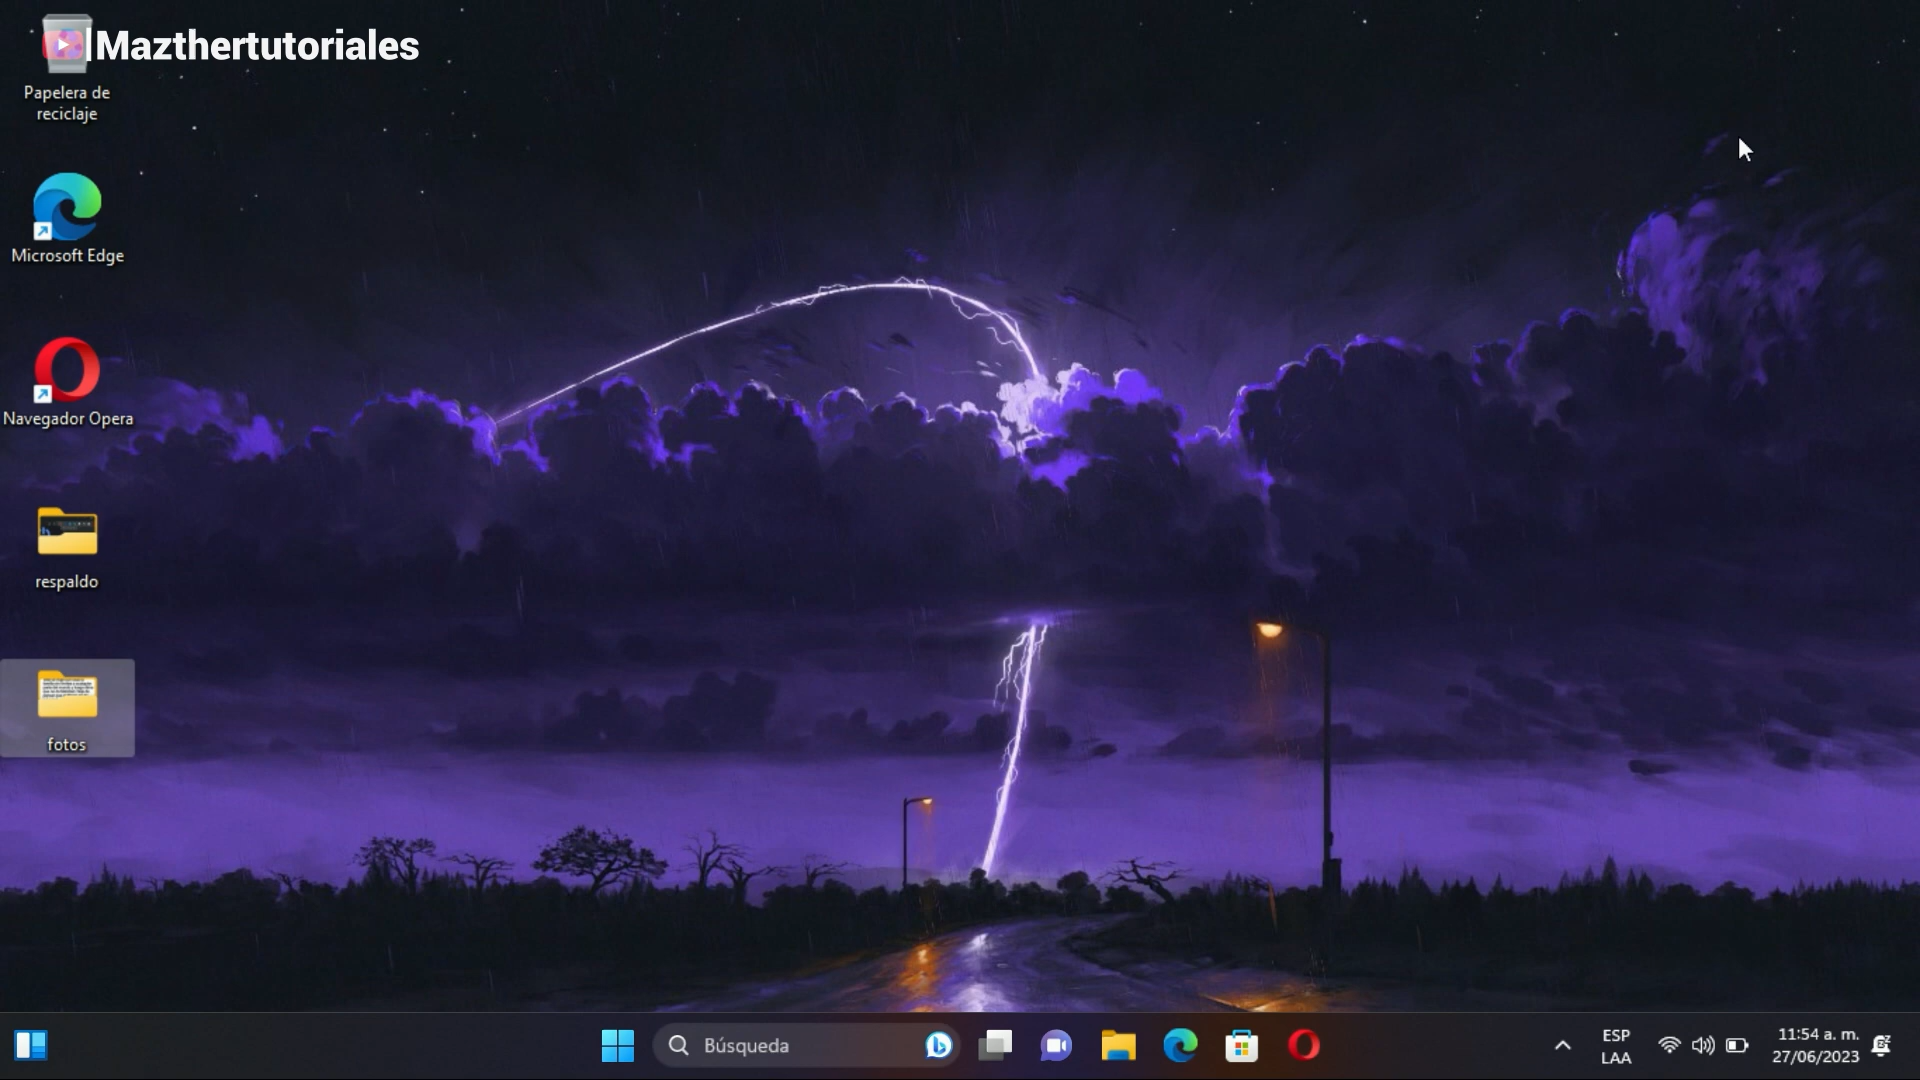 Mazthertutoriales
Papelera de
reciclaje
Microsoft Edge
Navegador Opera
respaldo
fotos
Búsqueda
ESP
LAA
11:54 a. m.
27/06/2023